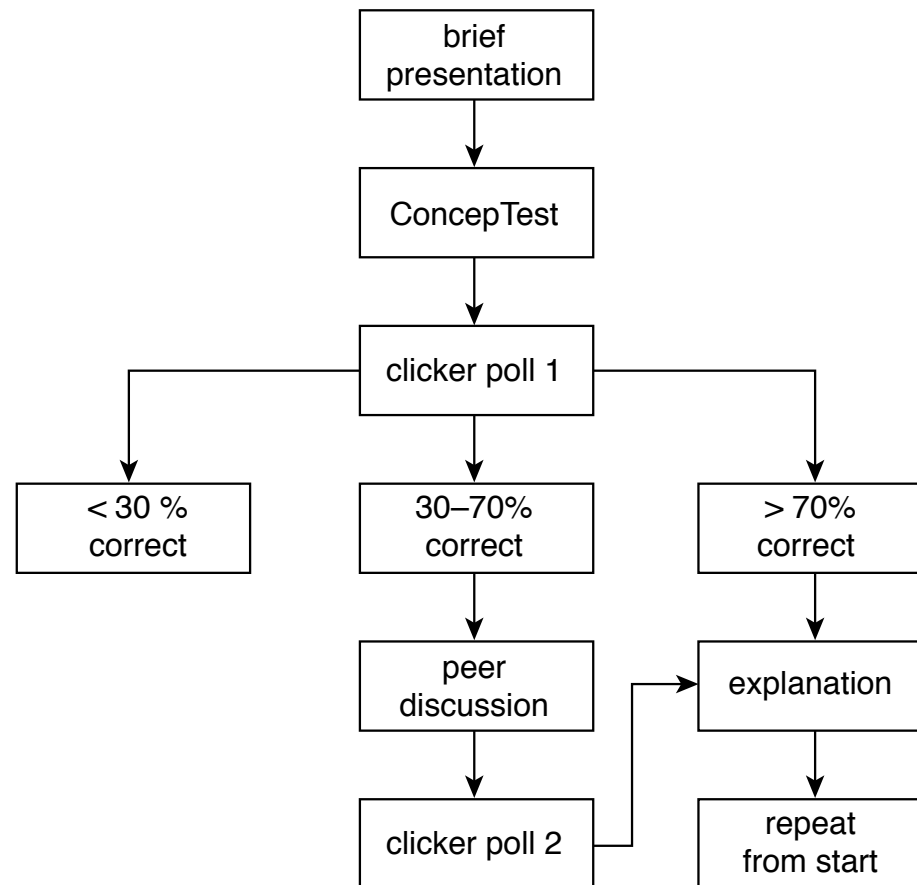 brief
presentation
ConcepTest
clicker poll 1
< 30 %
correct
30–70%
correct
> 70%
correct
peer
discussion
explanation
clicker poll 2
repeat
from start